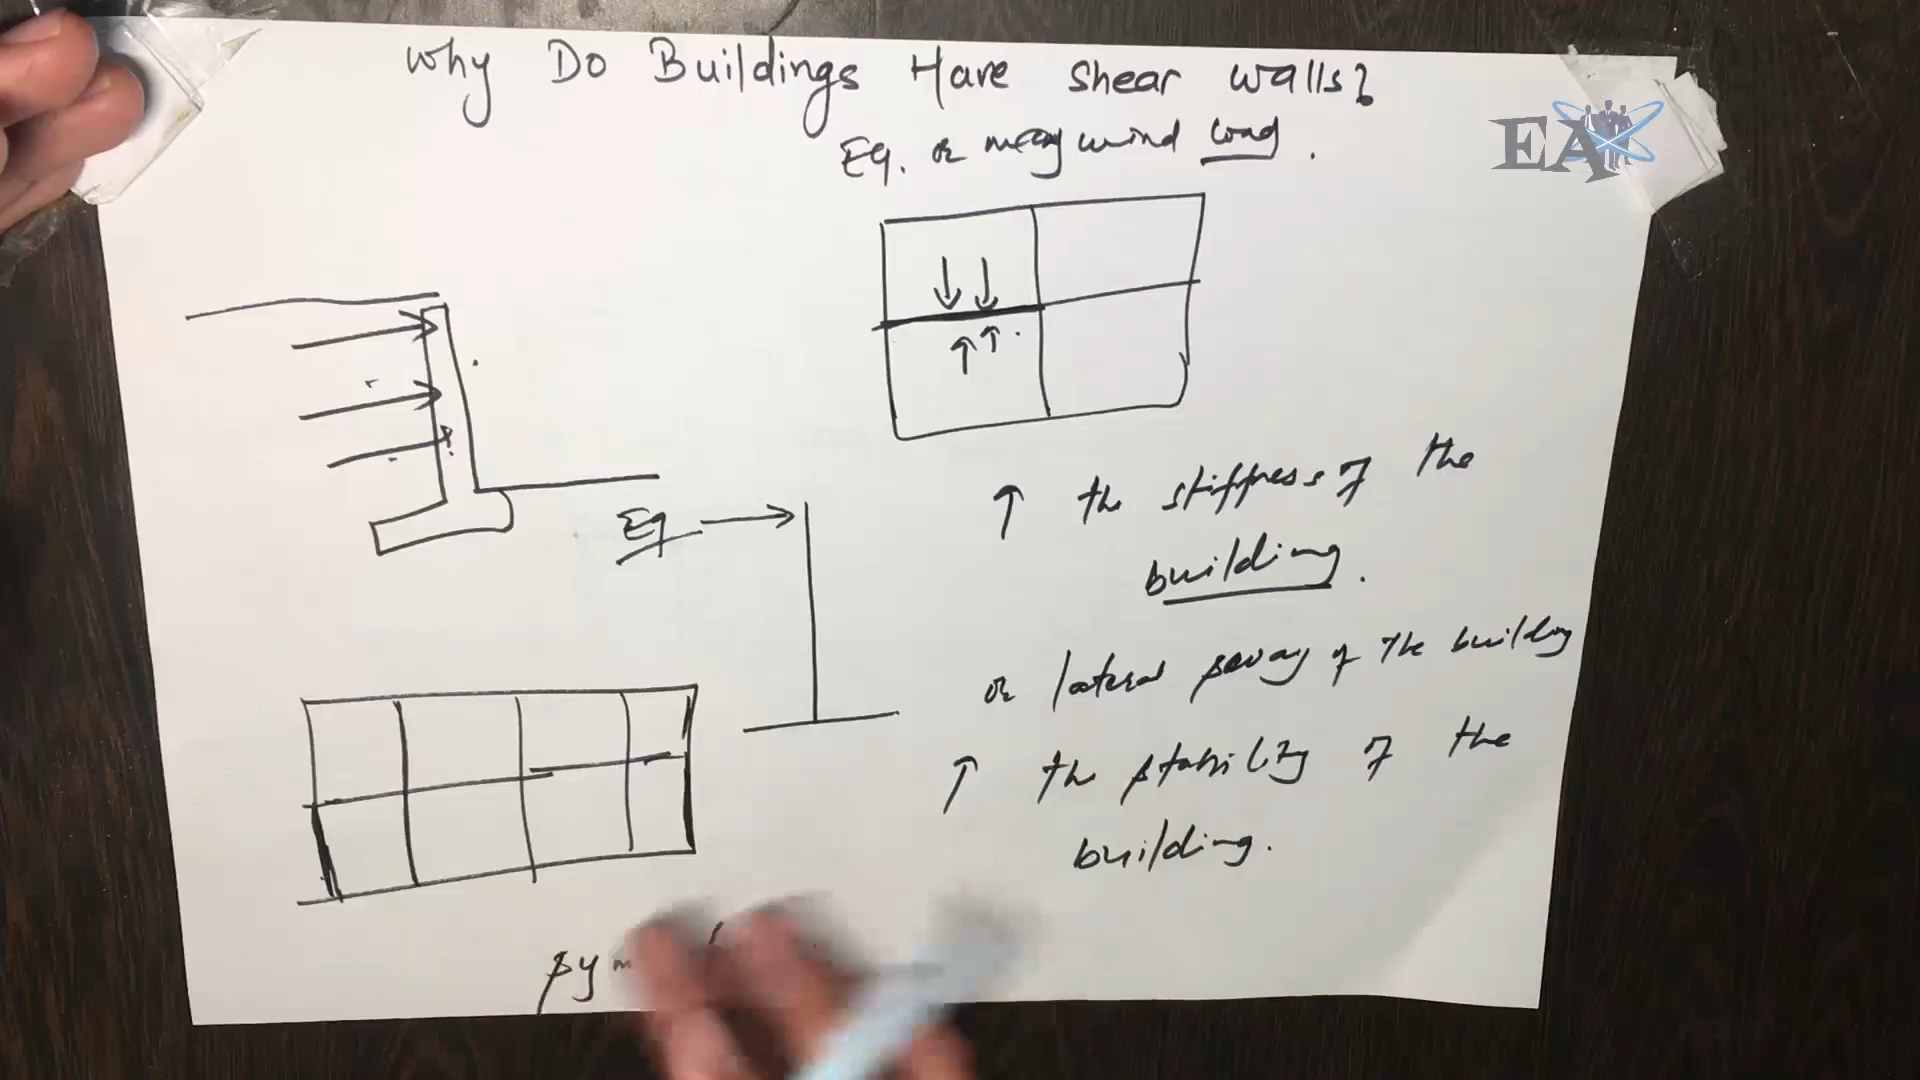 Why Do Buildings Have shear walls?
Eq. or wind load.
EA
Eq
↑ the stiffness of the
building.
or lateral sway of the building
↑ the stability of the
building.
sym